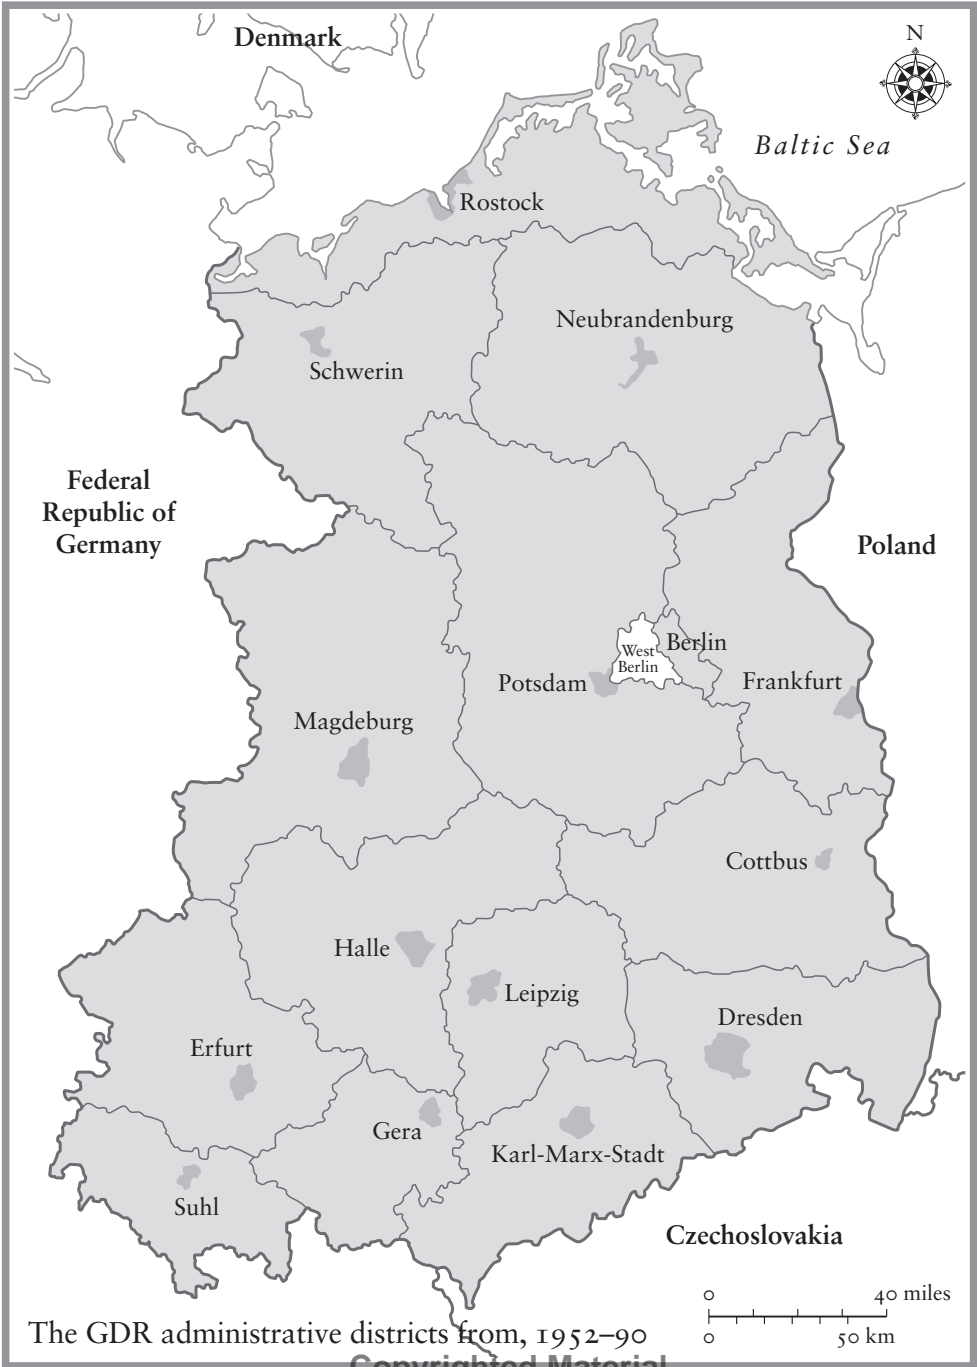 Denmark
N
Baltic Sea
Rostock
Neubrandenburg
Schwerin
Federal
Republic of
Germany
Poland
Berlin
West
Berlin
Potsdam
Frankfurt
Magdeburg
Cottbus
Halle
Leipzig
Dresden
Erfurt
Gera
Karl-Marx-Stadt
Suhl
Czechoslovakia
0 40 miles
0 50 km
The GDR administrative districts from, 1952–90
Copyrighted Material